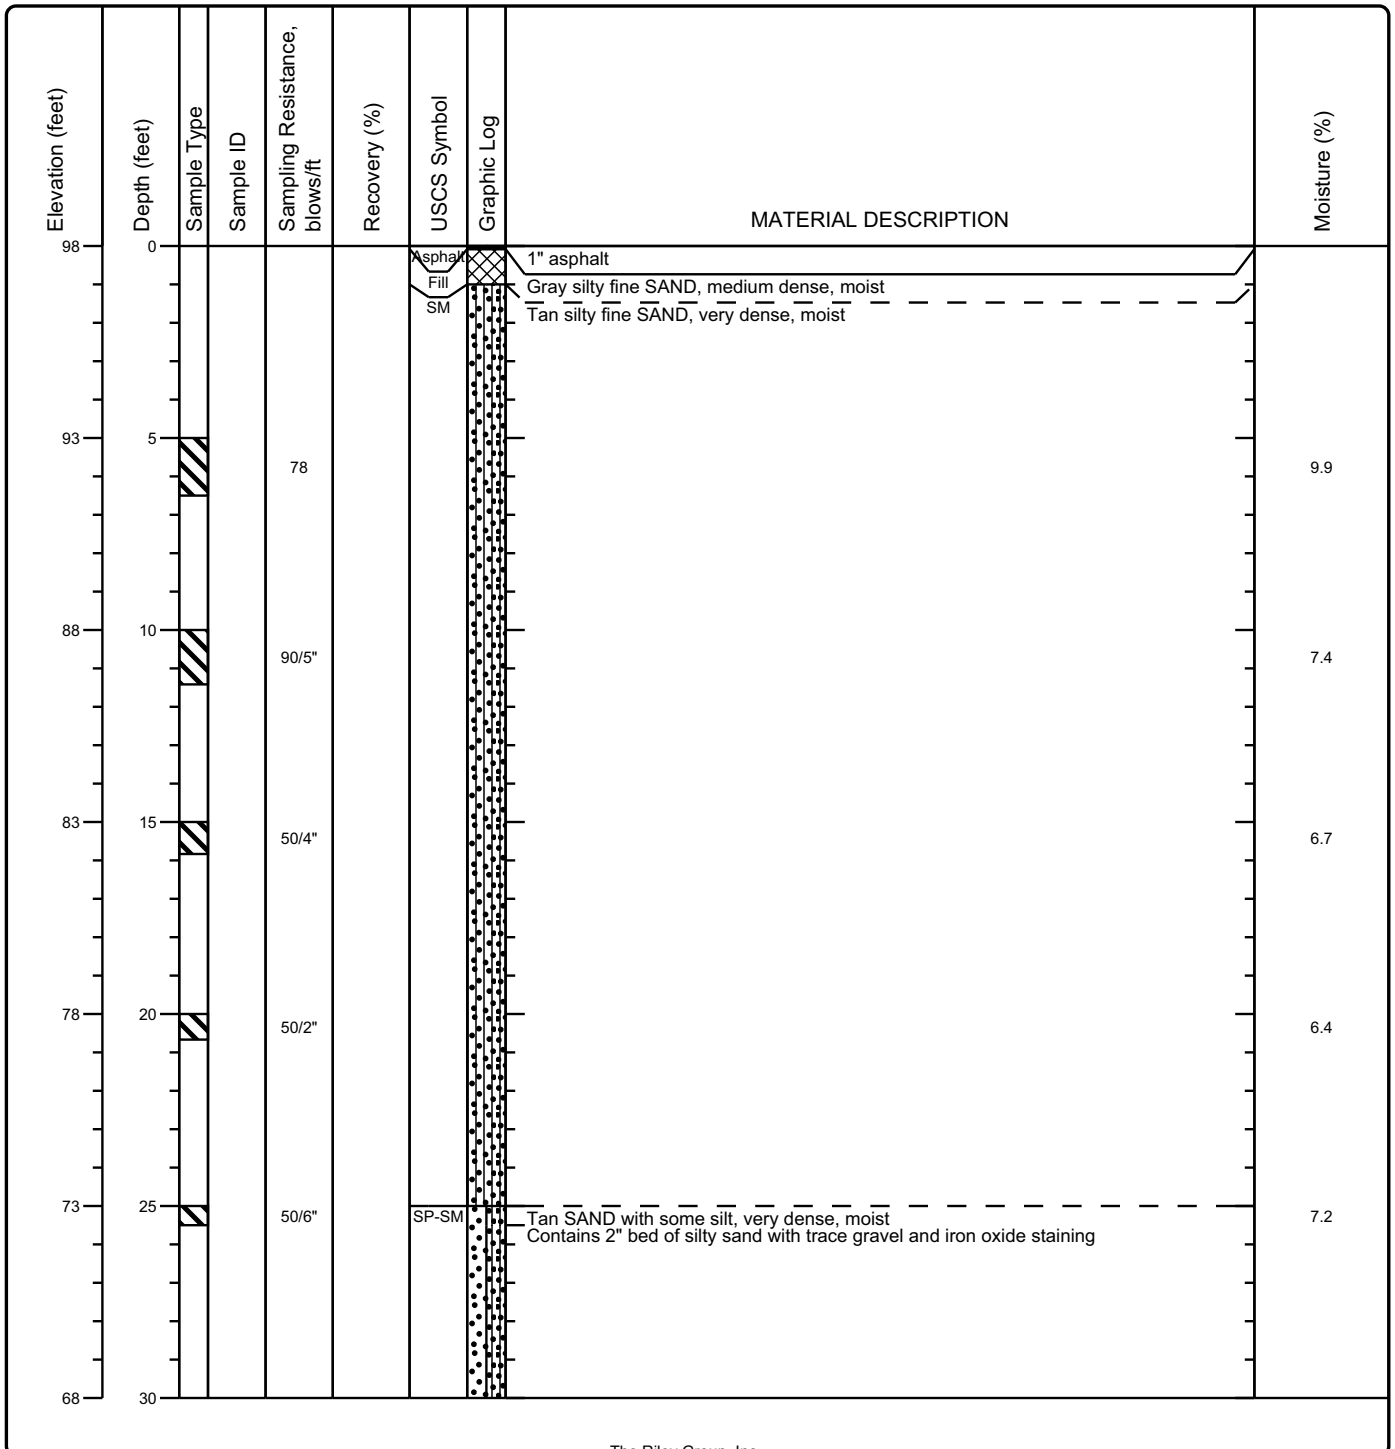 Elevation (feet)
Depth (feet)
Sample Type
Sample ID
Sampling Resistance,
blows/ft
Recovery (%)
USCS Symbol
Graphic Log
MATERIAL DESCRIPTION
Moisture (%)
98
0
Asphalt
1" asphalt
Fill
Gray silty fine SAND, medium dense, moist
SM
Tan silty fine SAND, very dense, moist
93
5
78
9.9
88
10
90/5"
7.4
83
15
50/4"
6.7
78
20
50/2"
6.4
73
25
50/6"
SP-SM
Tan SAND with some silt, very dense, moist
7.2
Contains 2" bed of silty sand with trace gravel and iron oxide staining
68
30
The Riley Group, Inc.